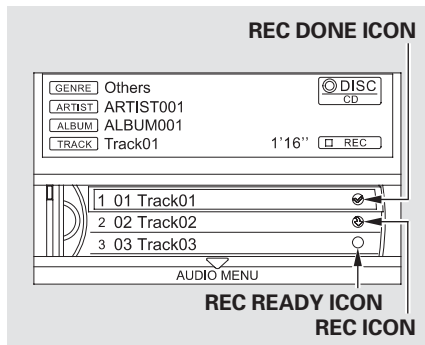 REC DONE ICON
GENRE Others
DISC
CD
ARTIST ARTIST001
ALBUM ALBUM001
TRACK Track01 1'16'' REC
1 01 Track01
2 02 Track02
3 03 Track03
AUDIO MENU
REC READY ICON
REC ICON